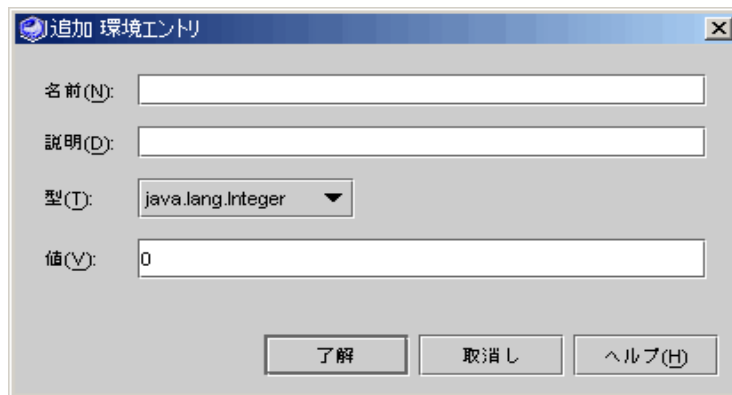 追加 環境エントリ
名前(N):
説明(D):
型(T): java.lang.Integer
値(V): 0
了解 取消し ヘルプ(H)